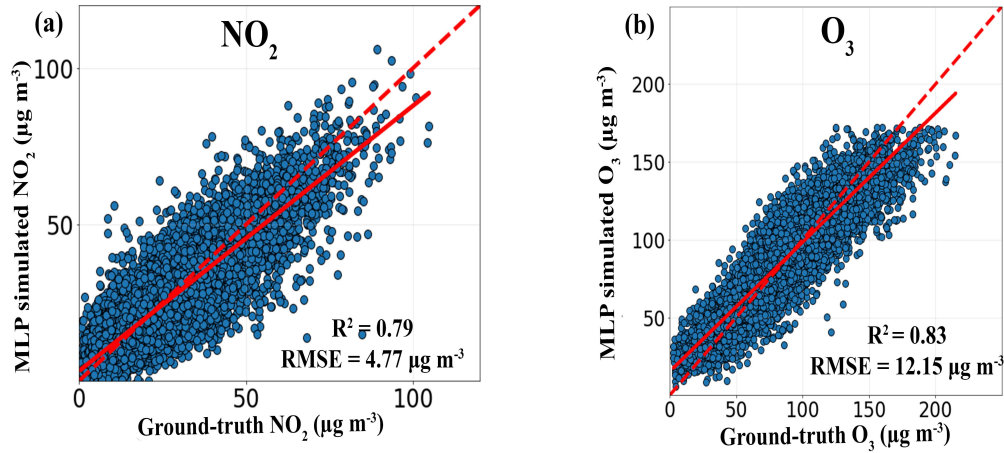 (a)
NO₂
MLP simulated NO₂ (µg m⁻³)
100
50
R² = 0.79
RMSE = 4.77 µg m⁻³
0
50
100
Ground-truth NO₂ (µg m⁻³)
(b)
O₃
MLP simulated O₃ (µg m⁻³)
200
150
100
50
R² = 0.83
RMSE = 12.15 µg m⁻³
0
50
100
150
200
Ground-truth O₃ (µg m⁻³)